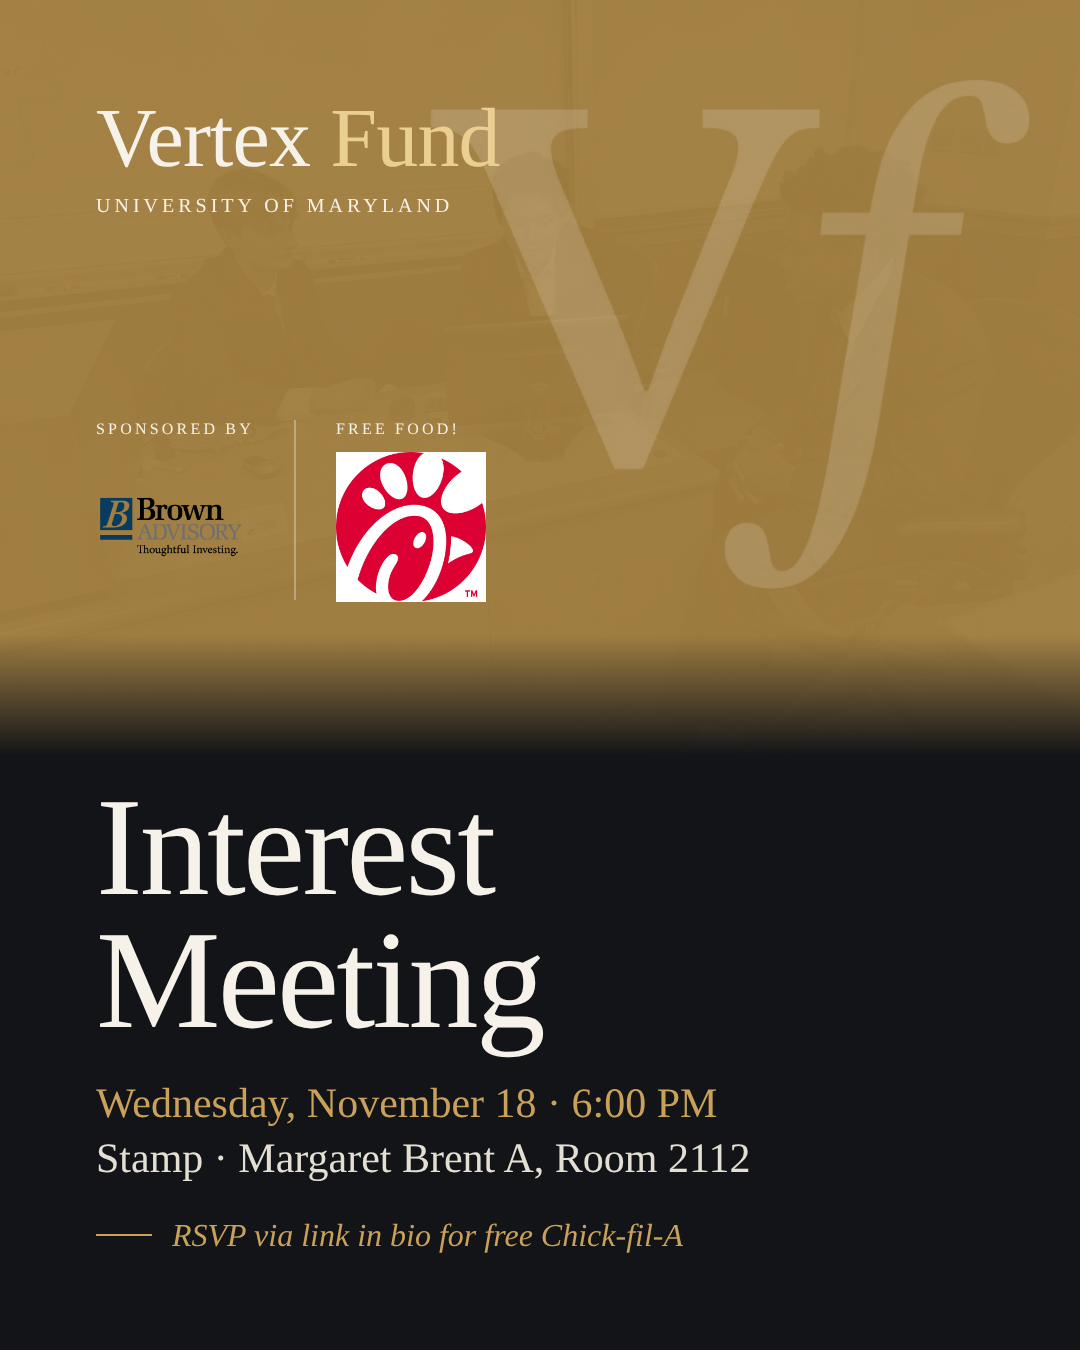 Vertex Fund
UNIVERSITY OF MARYLAND
Vf
SPONSORED BY
B Brown
ADVISORY
Thoughtful Investing.
FREE FOOD!
TM
Interest
Meeting
Wednesday, November 18 · 6:00 PM
Stamp · Margaret Brent A, Room 2112
RSVP via link in bio for free Chick-fil-A